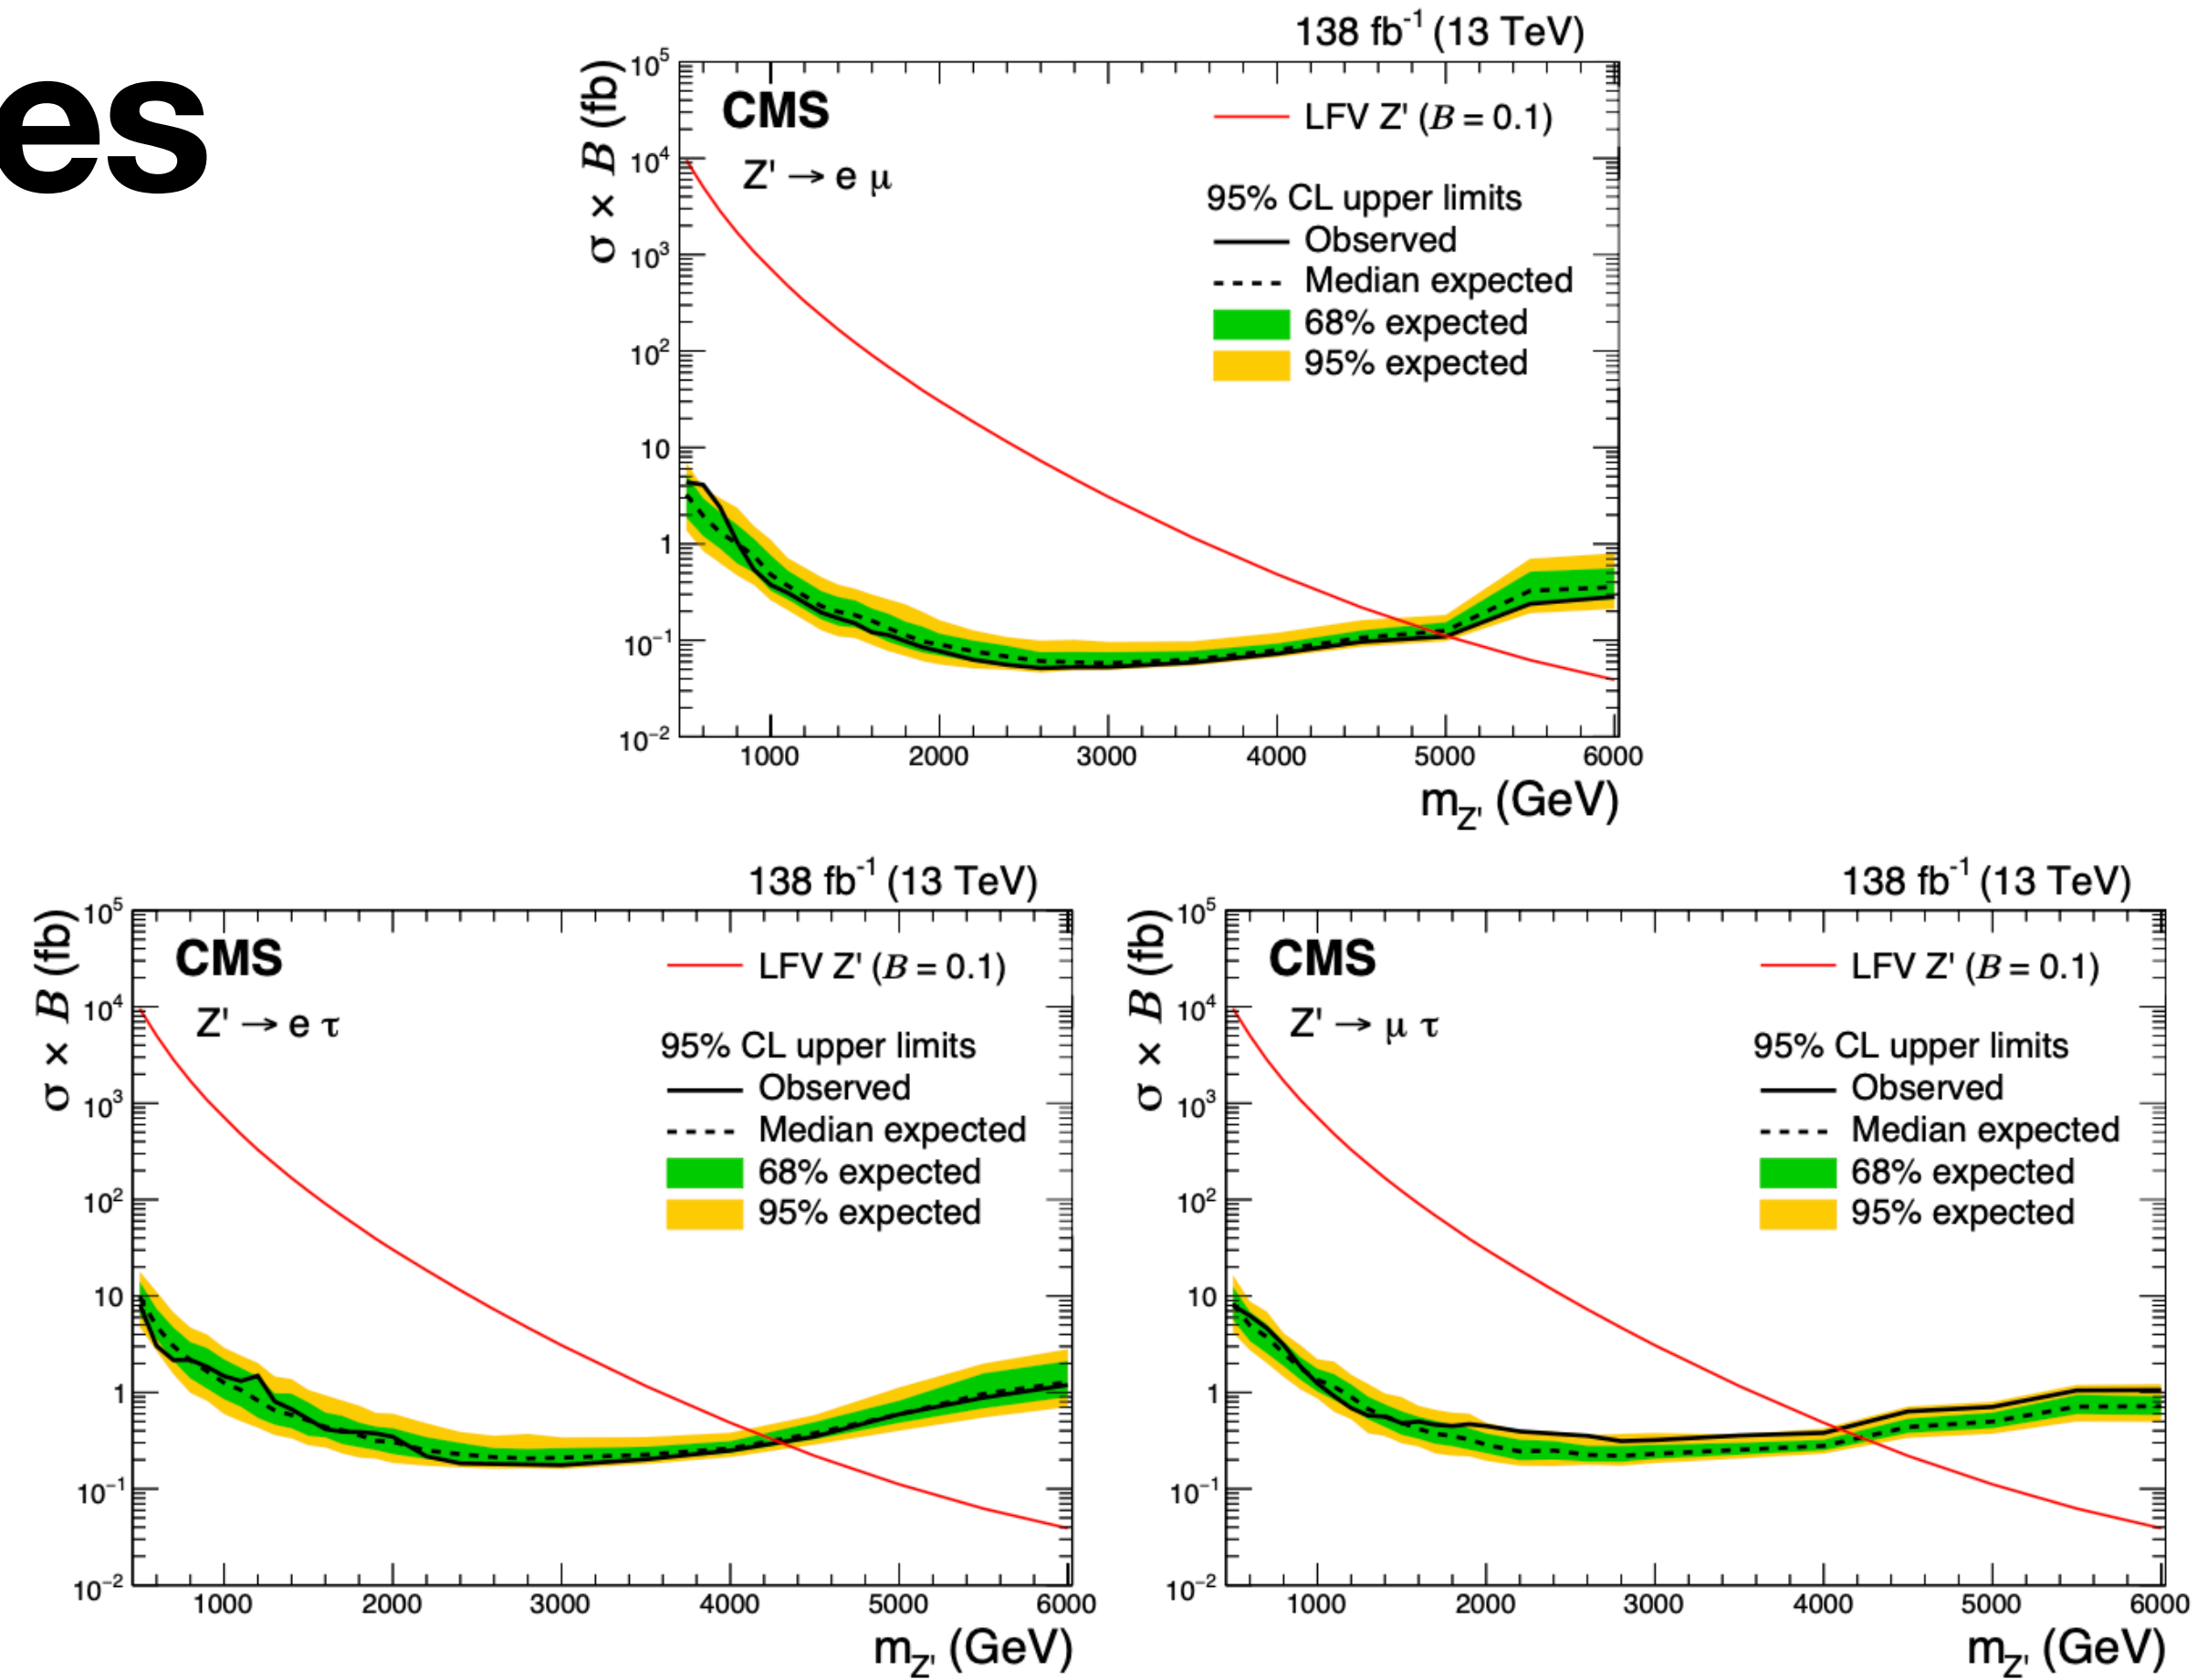 es
138 fb⁻¹ (13 TeV)
σ × B (fb)
10⁵
10⁴
10³
10²
10
1
10⁻¹
10⁻²
CMS
Z' → e μ
LFV Z' (B = 0.1)
95% CL upper limits
Observed
Median expected
68% expected
95% expected
1000 2000 3000 4000 5000 6000
m_Z' (GeV)
138 fb⁻¹ (13 TeV)
σ × B (fb)
10⁵
10⁴
10³
10²
10
1
10⁻¹
10⁻²
CMS
Z' → e τ
LFV Z' (B = 0.1)
95% CL upper limits
Observed
Median expected
68% expected
95% expected
1000 2000 3000 4000 5000 6000
m_Z' (GeV)
138 fb⁻¹ (13 TeV)
σ × B (fb)
10⁵
10⁴
10³
10²
10
1
10⁻¹
10⁻²
CMS
Z' → μ τ
LFV Z' (B = 0.1)
95% CL upper limits
Observed
Median expected
68% expected
95% expected
1000 2000 3000 4000 5000 6000
m_Z' (GeV)